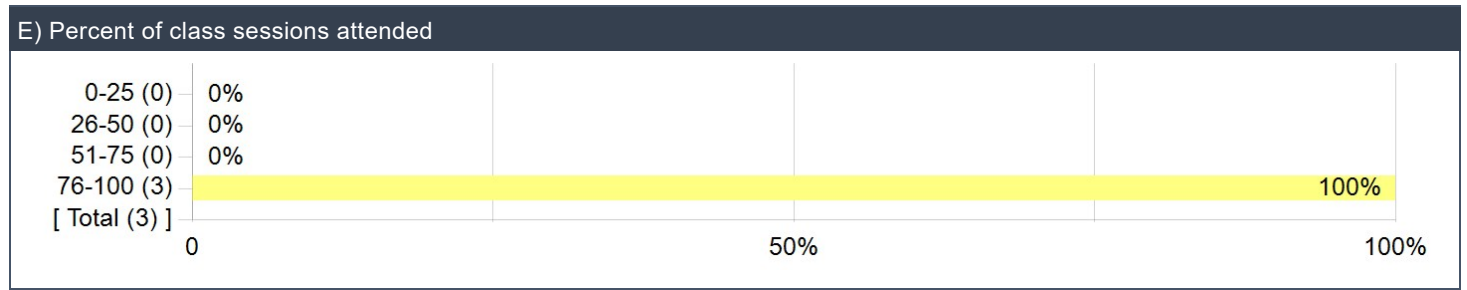 E) Percent of class sessions attended
0-25 (0) 0%
26-50 (0) 0%
51-75 (0) 0%
76-100 (3) 100%
[ Total (3) ]
0 50% 100%